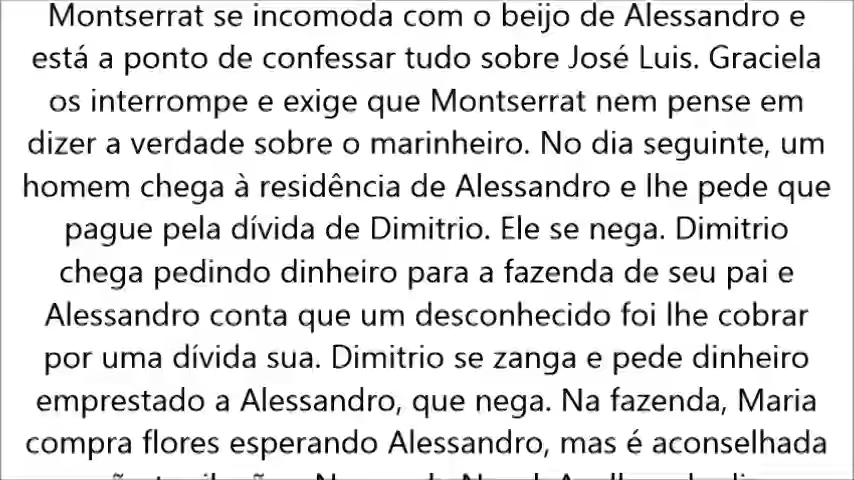 Montserrat se incomoda com o beijo de Alessandro e
está a ponto de confessar tudo sobre José Luis. Graciela
os interrompe e exige que Montserrat nem pense em
dizer a verdade sobre o marinheiro. No dia seguinte, um
homem chega à residência de Alessandro e lhe pede que
pague pela dívida de Dimitrio. Ele se nega. Dimitrio
chega pedindo dinheiro para a fazenda de seu pai e
Alessandro conta que um desconhecido foi lhe cobrar
por uma dívida sua. Dimitrio se zanga e pede dinheiro
emprestado a Alessandro, que nega. Na fazenda, Maria
compra flores esperando Alessandro, mas é aconselhada